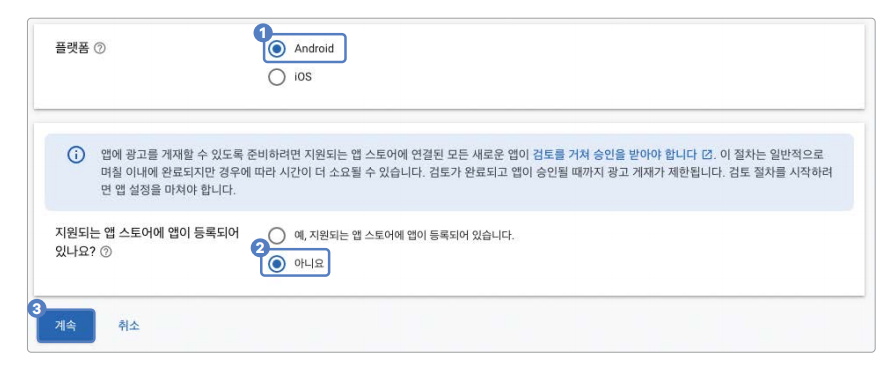 플랫폼 ?
1
Android
iOS
앱에 광고를 게재할 수 있도록 준비하려면 지원되는 앱 스토어에 연결된 모든 새로운 앱이 검토를 거쳐 승인을 받아야 합니다. 이 절차는 일반적으로
며칠 이내에 완료되지만 경우에 따라 시간이 더 소요될 수 있습니다. 검토가 완료되고 앱이 승인될 때까지 광고 게재가 제한됩니다. 검토 절차를 시작하려
면 앱 설정을 마쳐야 합니다.
지원되는 앱 스토어에 앱이 등록되어
있나요? ?
예, 지원되는 앱 스토어에 앱이 등록되어 있습니다.
2
아니요
3
계속 취소